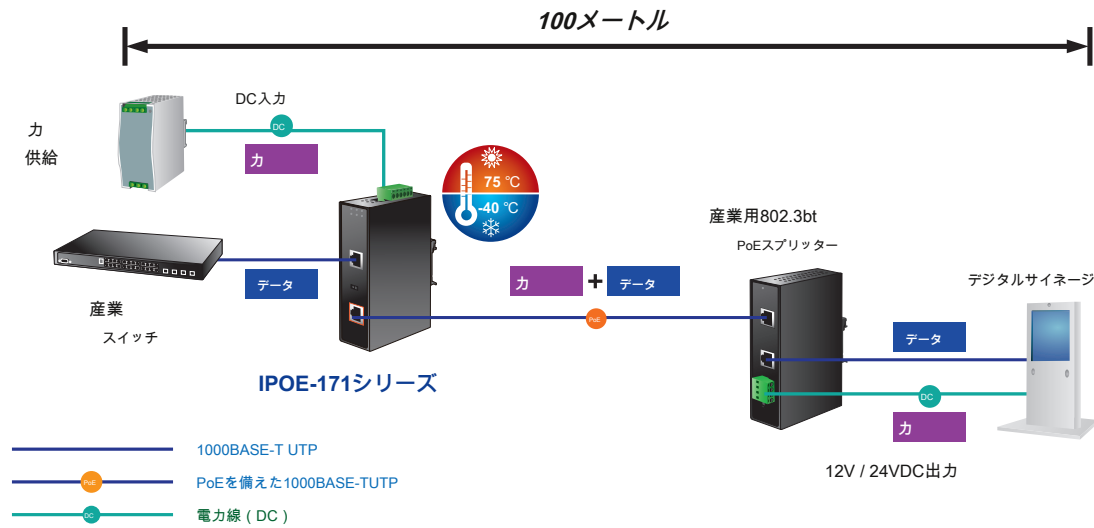 100メートル
DC入力
DC
力
供給
力
75 ℃
-40 ℃
産業用802.3bt
PoEスプリッター
データ
力
+
データ
デジタルサイネージ
産業
スイッチ
PoE
データ
IPOE-171シリーズ
DC
力
12V / 24VDC出力
1000BASE-T UTP
PoE
PoEを備えた1000BASE-TUTP
DC
電力線 ( DC )